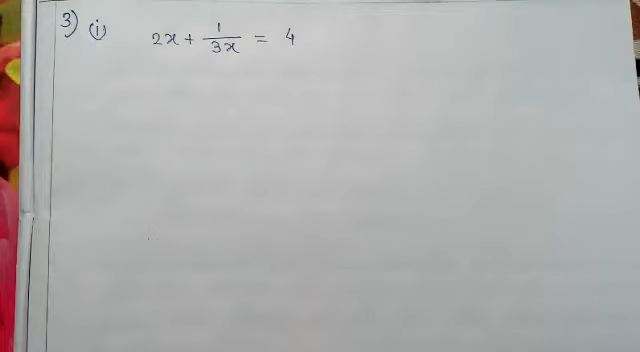 3) (i) 2x + 1/3x = 4